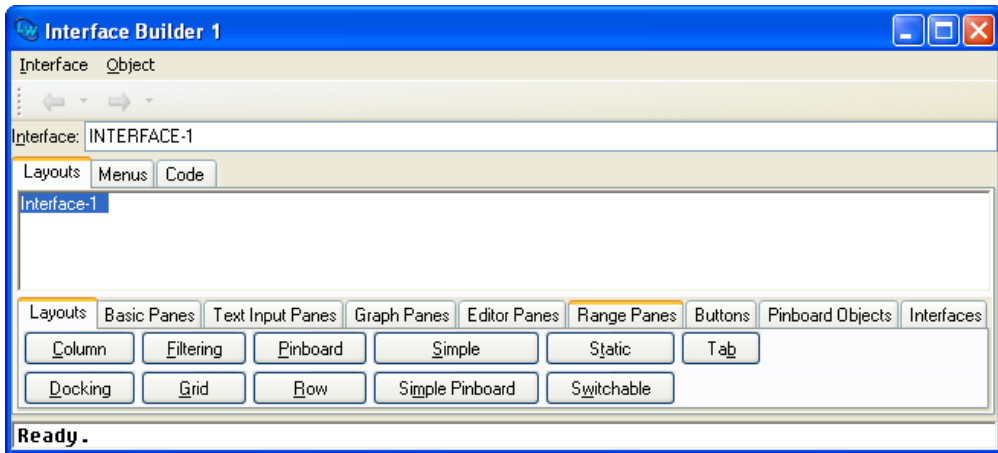 LW Interface Builder 1
Interface Object
Interface: INTERFACE-1
Layouts Menus Code
Interface-1
Layouts Basic Panes Text Input Panes Graph Panes Editor Panes Range Panes Buttons Pinboard Objects Interfaces
Column Filtering Pinboard Simple Static Tab
Docking Grid Row Simple Pinboard Switchable
Ready.